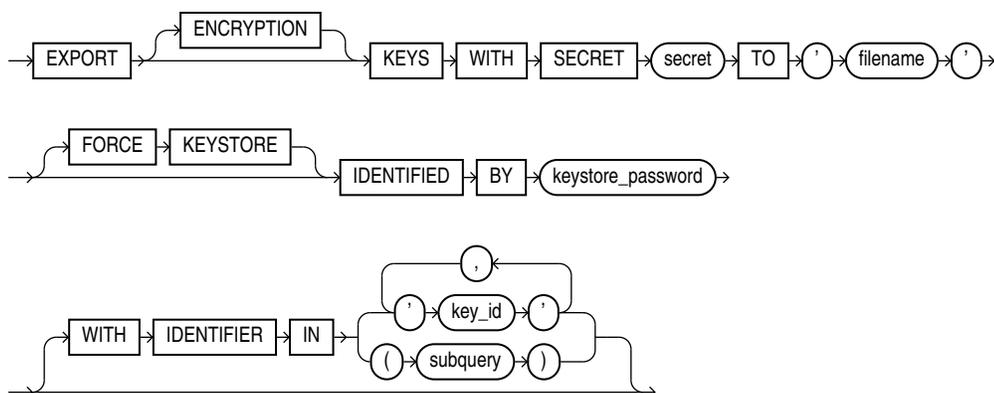 ENCRYPTION
EXPORT KEYS WITH SECRET secret TO ' filename '
FORCE KEYSTORE
IDENTIFIED BY keystore_password
,
' key_id '
WITH IDENTIFIER IN
( subquery )